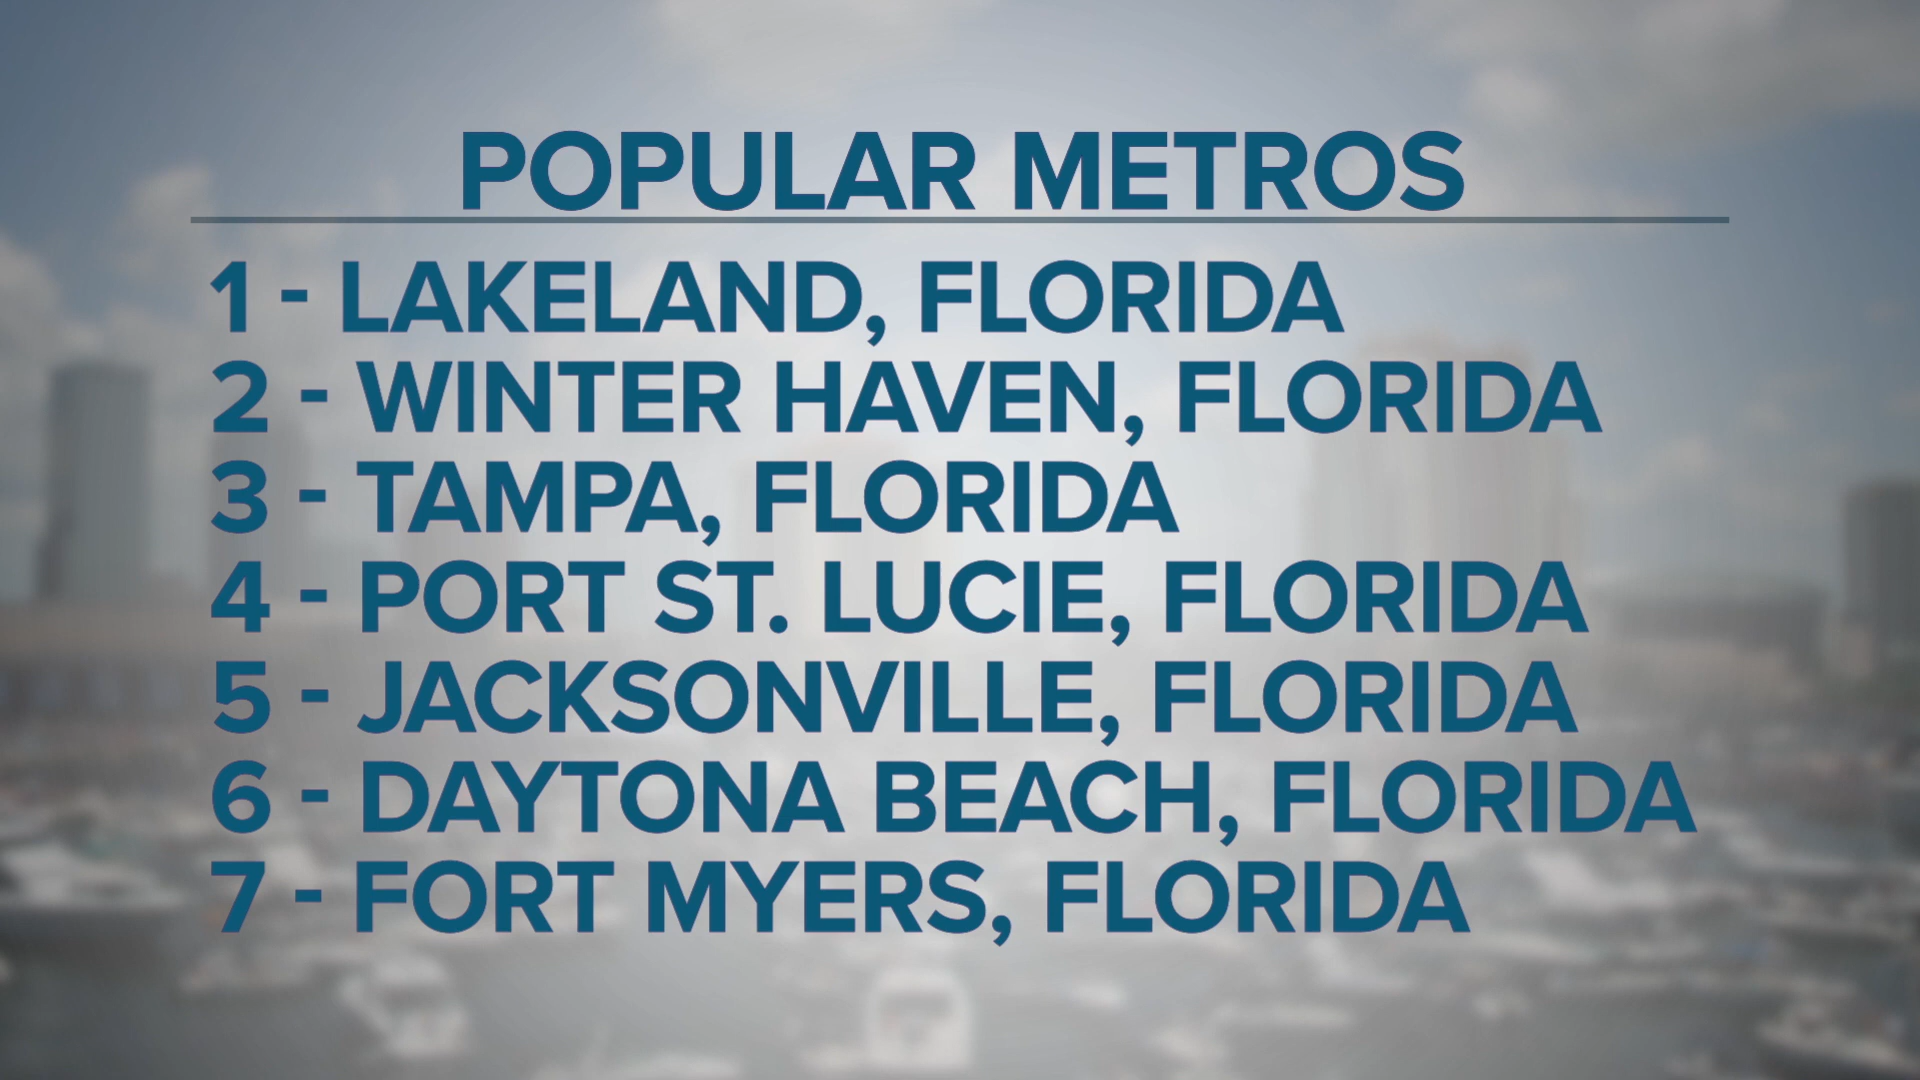 POPULAR METROS
1 - LAKELAND, FLORIDA
2 - WINTER HAVEN, FLORIDA
3 - TAMPA, FLORIDA
4 - PORT ST. LUCIE, FLORIDA
5 - JACKSONVILLE, FLORIDA
6 - DAYTONA BEACH, FLORIDA
7 - FORT MYERS, FLORIDA